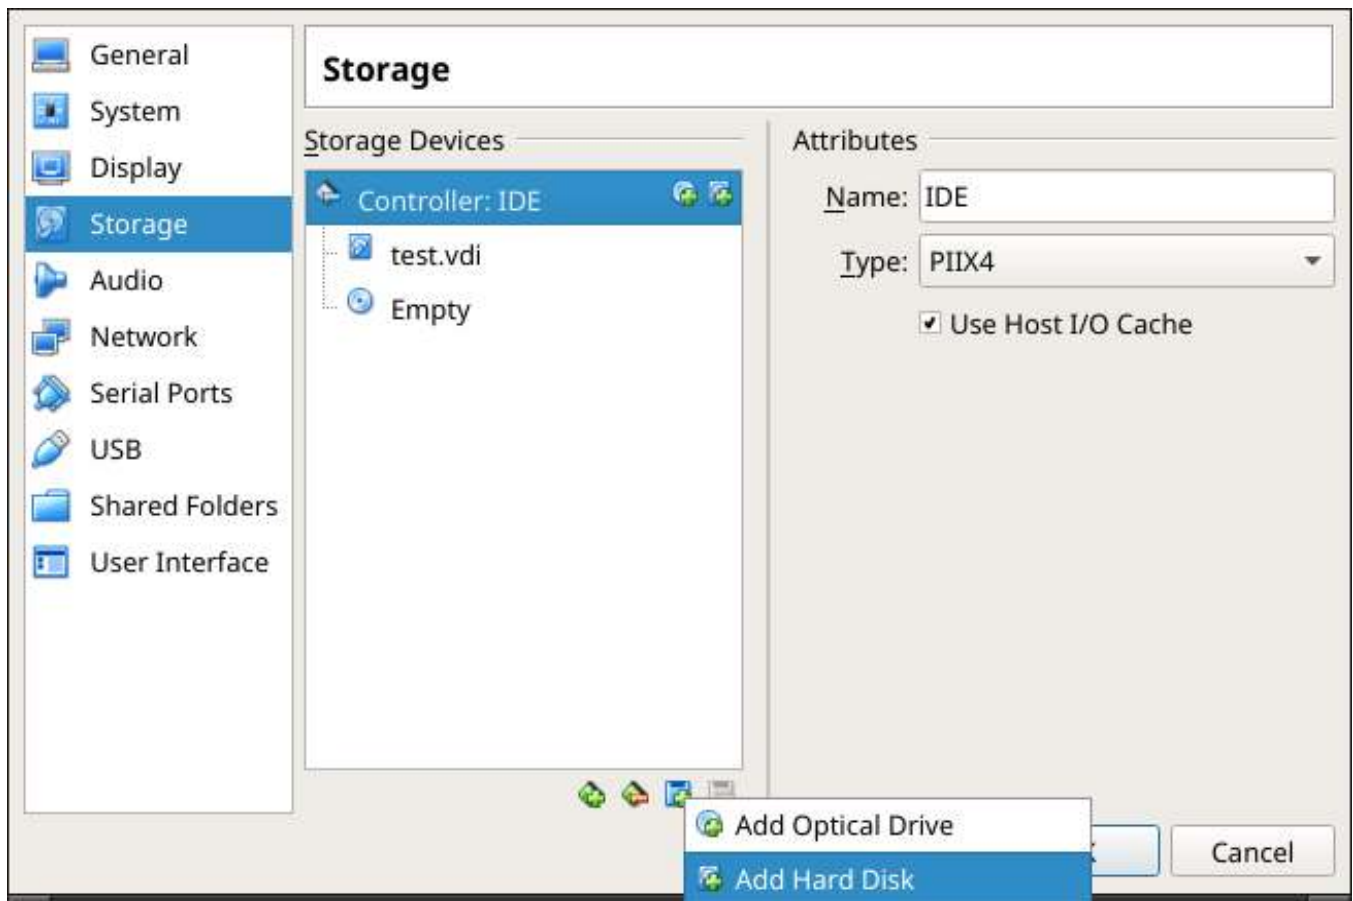 General
System
Display
Storage
Audio
Network
Serial Ports
USB
Shared Folders
User Interface
Storage
Storage Devices
Controller: IDE
test.vdi
Empty
Attributes
Name: IDE
Type: PIIX4
Use Host I/O Cache
Add Optical Drive
Add Hard Disk
Cancel